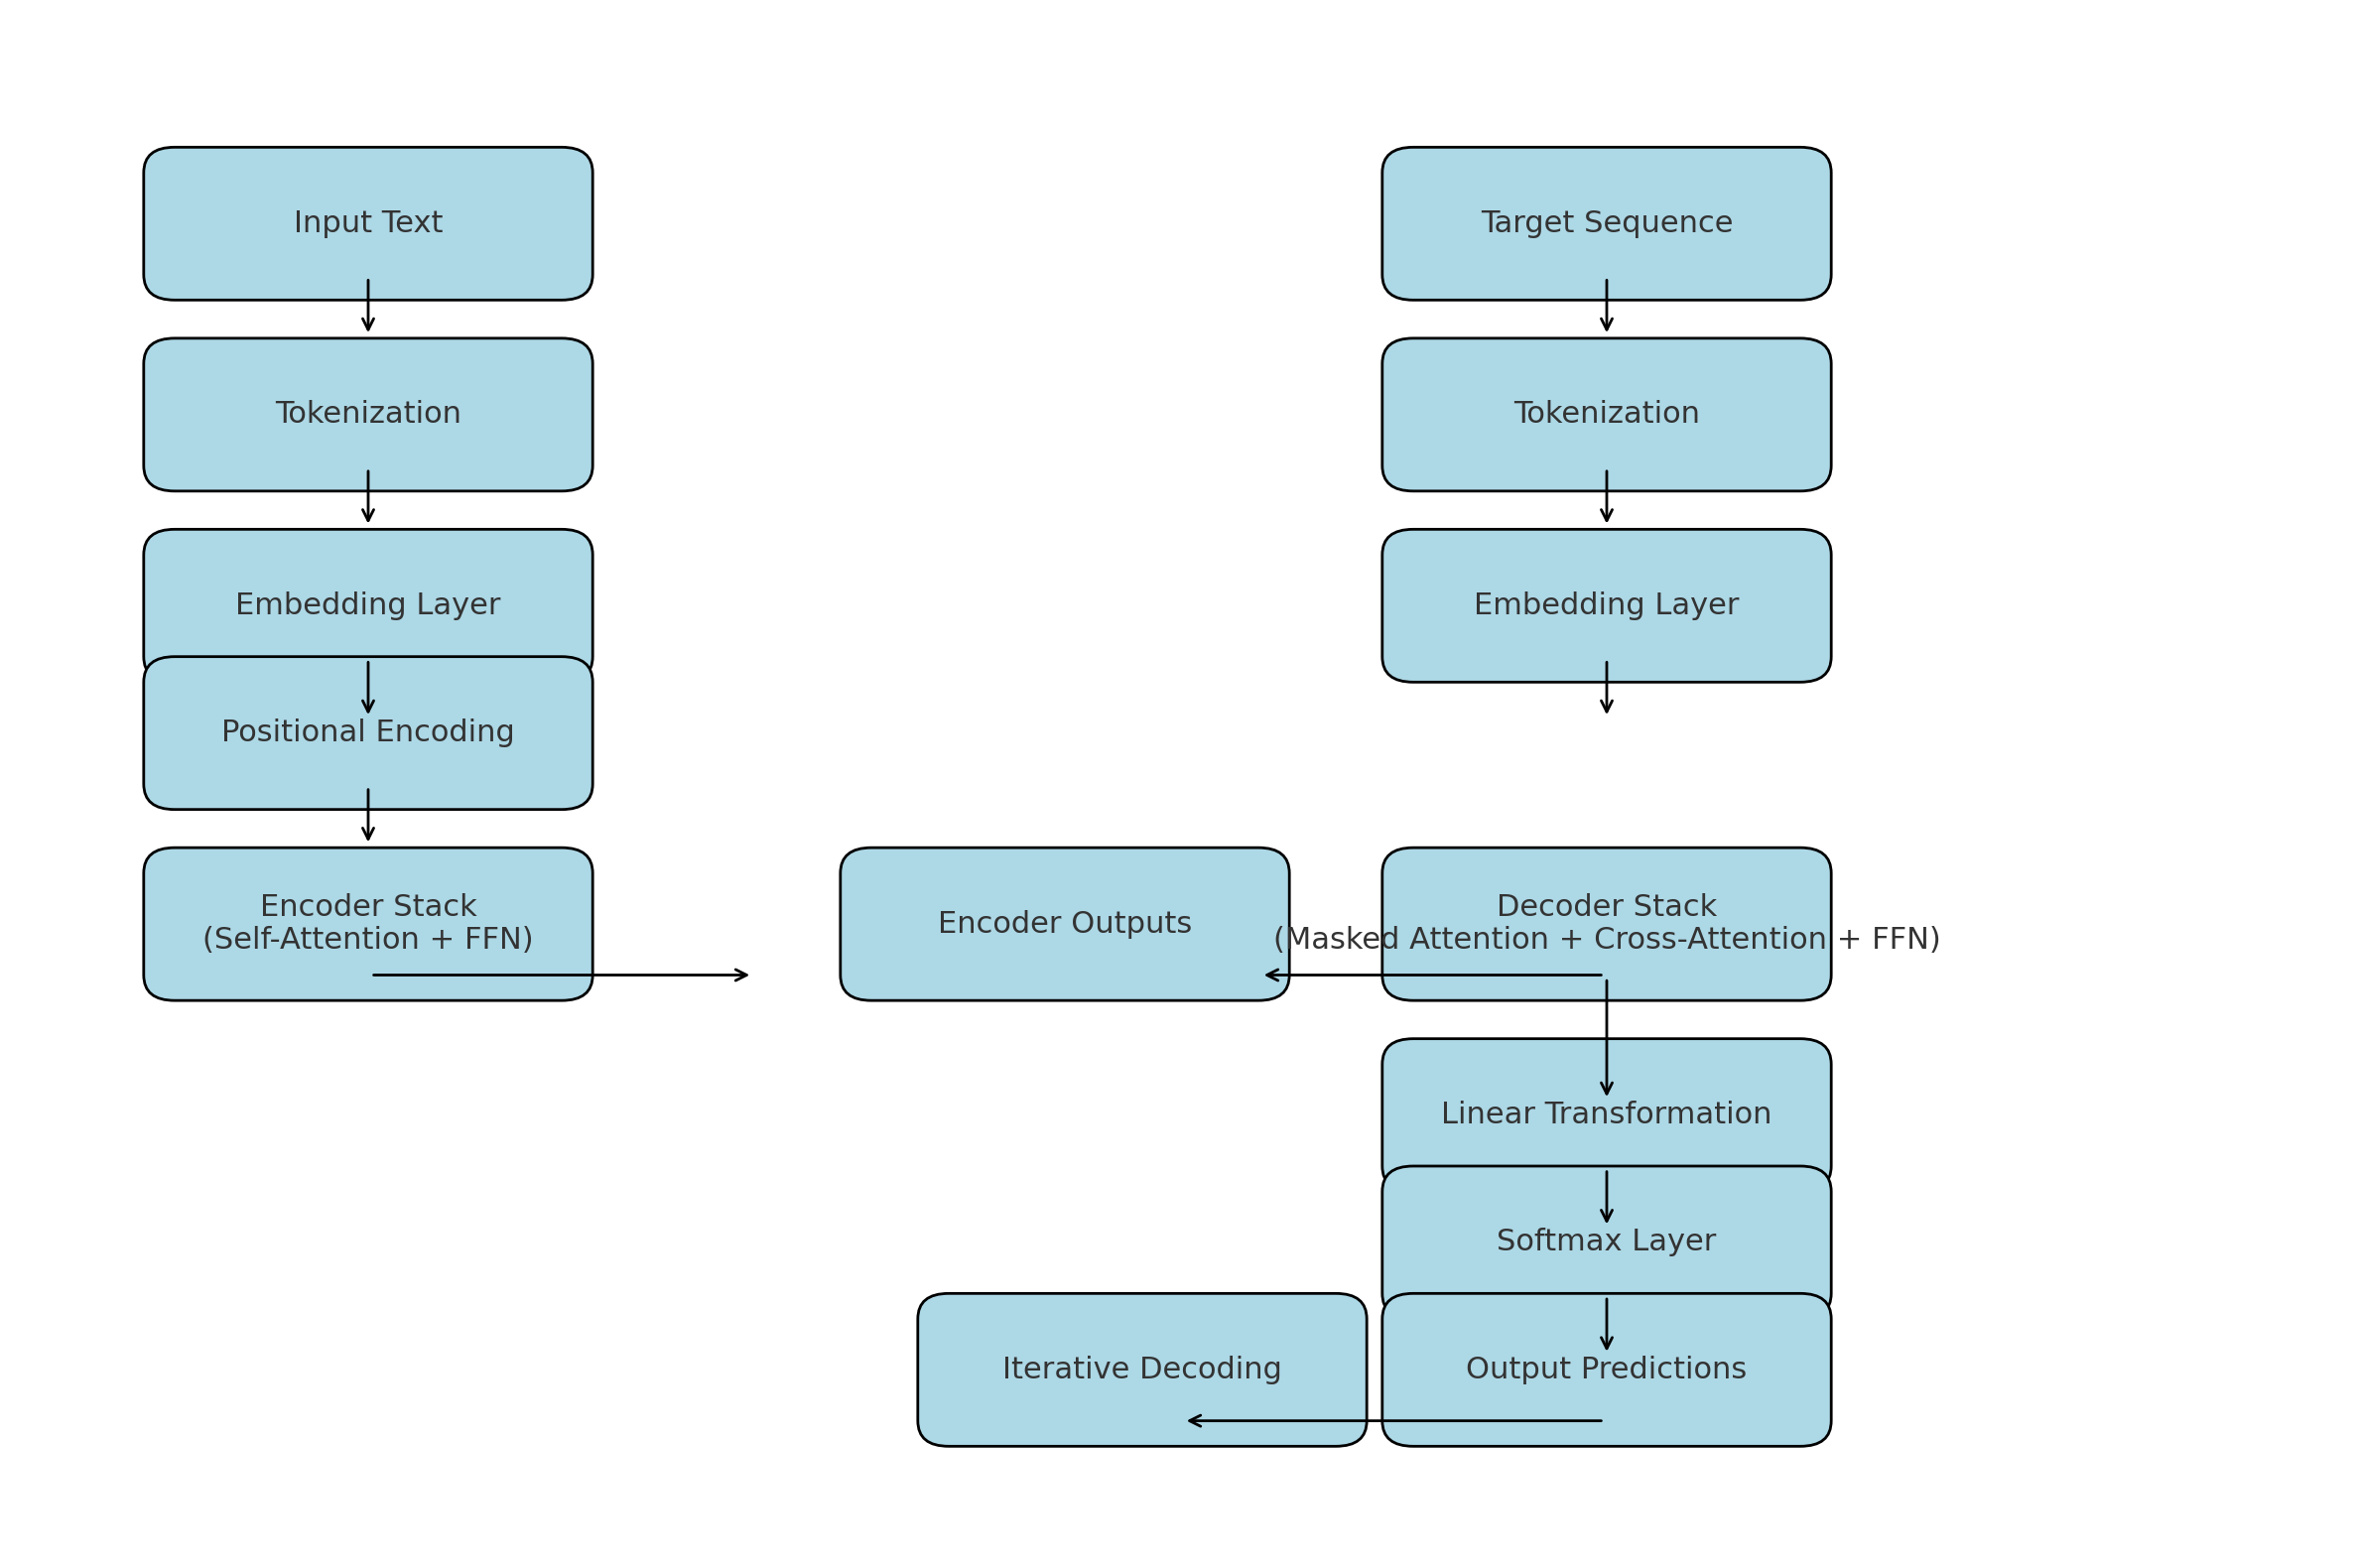 Input Text
Tokenization
Embedding Layer
Positional Encoding
Encoder Stack
(Self-Attention + FFN)
Encoder Outputs
Target Sequence
Tokenization
Embedding Layer
Decoder Stack
(Masked Attention + Cross-Attention + FFN)
Linear Transformation
Softmax Layer
Output Predictions
Iterative Decoding